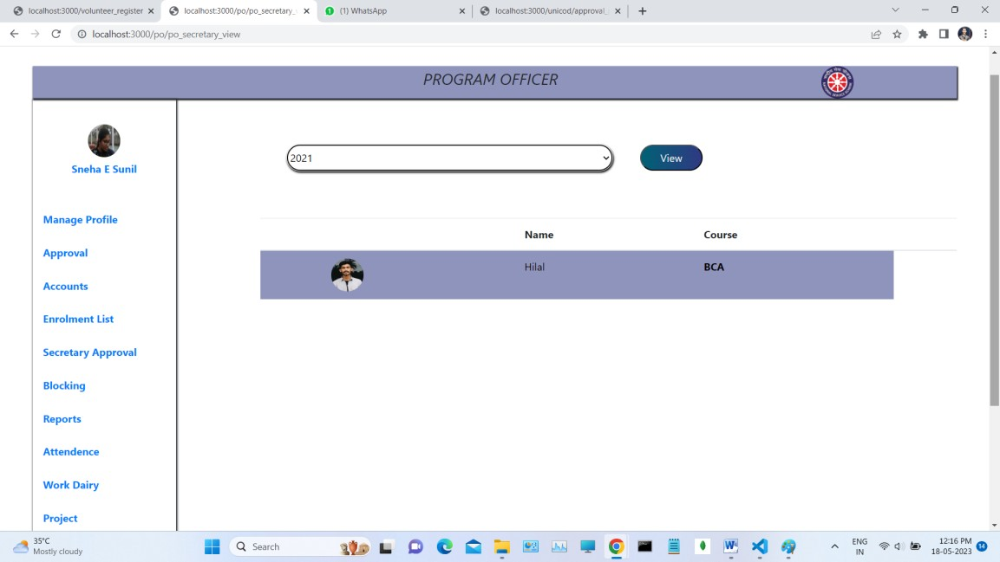 localhost:3000/volunteer_register
localhost:3000/po/po_secretary_
(1) WhatsApp
localhost:3000/unicod/approval_
localhost:3000/po/po_secretary_view
PROGRAM OFFICER
Sneha E Sunil
2021
View
Manage Profile
Approval
Accounts
Enrolment List
Secretary Approval
Blocking
Reports
Attendence
Work Dairy
Project
Name Course
Hilal BCA
35°C
Mostly cloudy
Search
ENG
IN
12:16 PM
18-05-2023
14